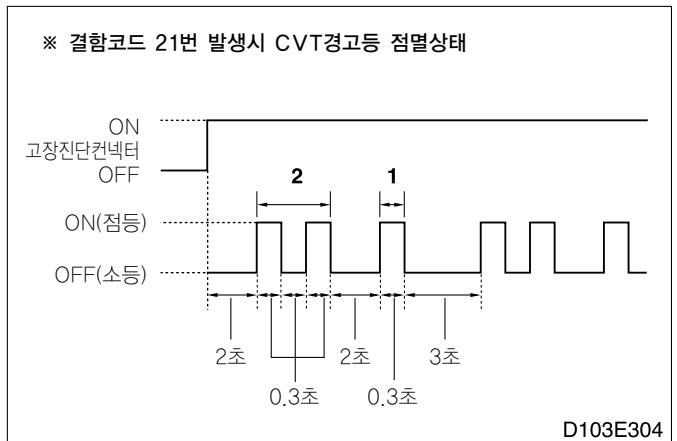 ※ 결함코드 21번 발생시 CVT경고등 점멸상태
ON
고장진단컨넥터
OFF
2 1
ON(점등)
OFF(소등)
2초 2초 3초
0.3초 0.3초
D103E304